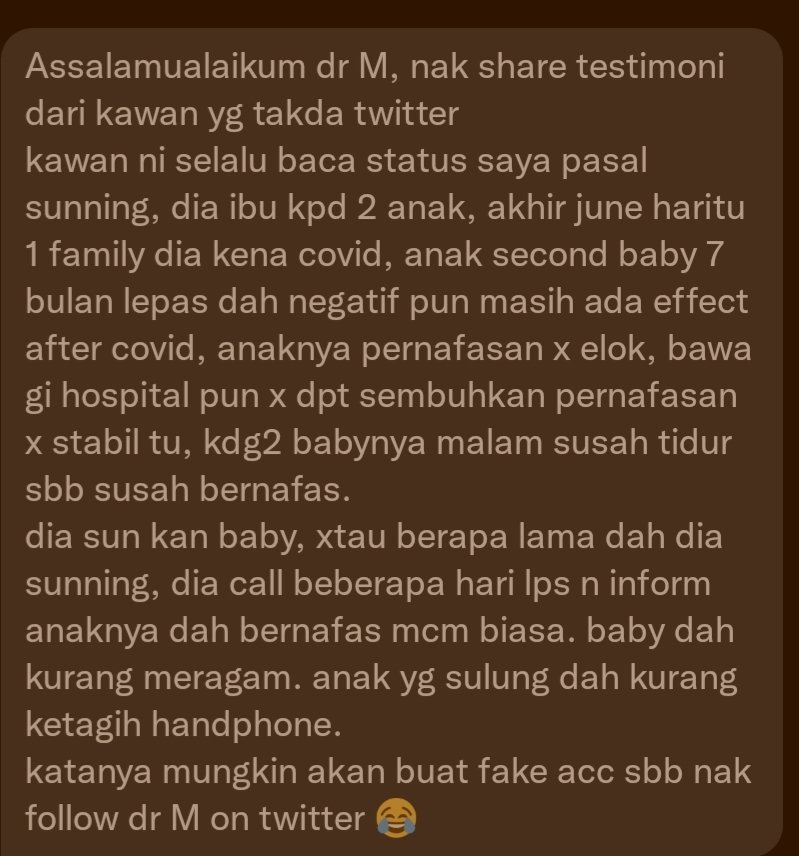 Assalamualaikum dr M, nak share testimoni
dari kawan yg takda twitter
kawan ni selalu baca status saya pasal
sunning, dia ibu kpd 2 anak, akhir june haritu
1 family dia kena covid, anak second baby 7
bulan lepas dah negatif pun masih ada effect
after covid, anaknya pernafasan x elok, bawa
gi hospital pun x dpt sembuhkan pernafasan
x stabil tu, kdg2 babynya malam susah tidur
sbb susah bernafas.
dia sun kan baby, xtau berapa lama dah dia
sunning, dia call beberapa hari lps n inform
anaknya dah bernafas mcm biasa. baby dah
kurang meragam. anak yg sulung dah kurang
ketagih handphone.
katanya mungkin akan buat fake acc sbb nak
follow dr M on twitter 😂